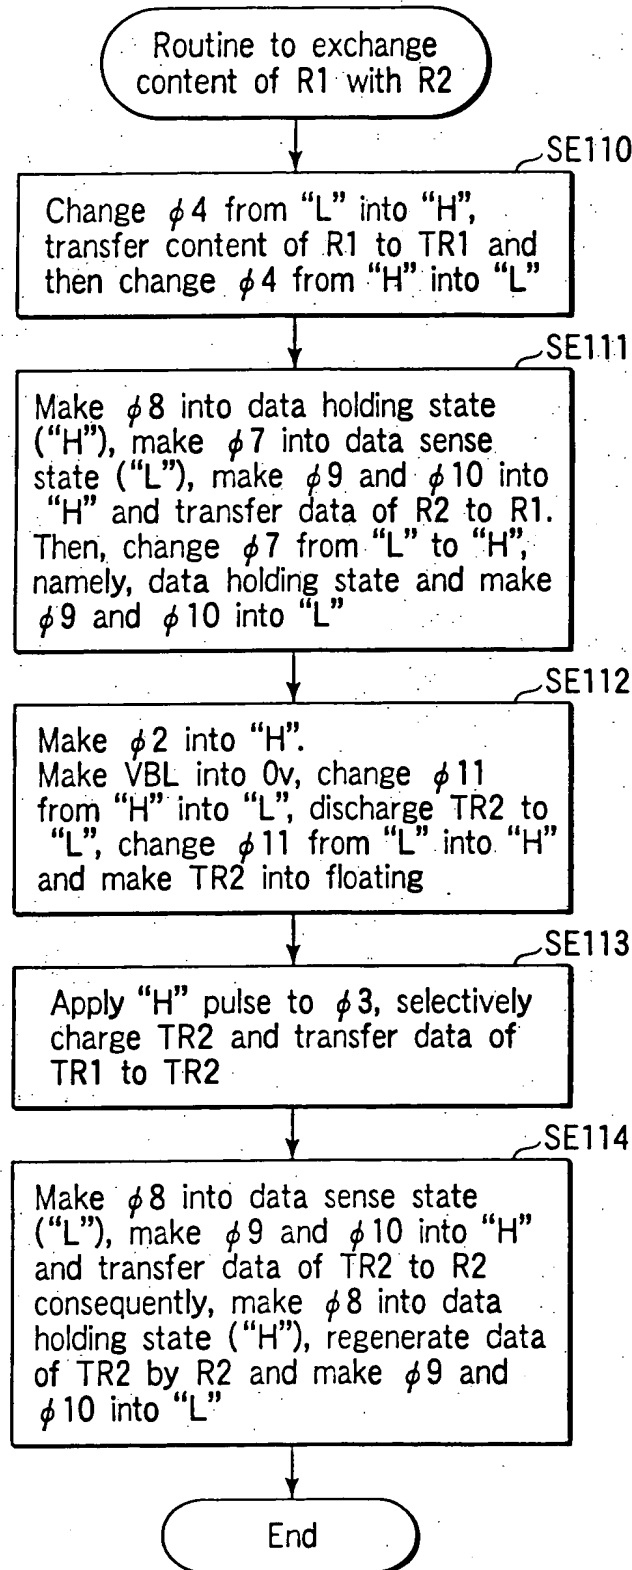 Routine to exchange
content of R1 with R2
SE110
Change ϕ4 from “L” into “H”,
transfer content of R1 to TR1 and
then change ϕ4 from “H” into “L”
SE111
Make ϕ8 into data holding state
(“H”), make ϕ7 into data sense
state (“L”), make ϕ9 and ϕ10 into
“H” and transfer data of R2 to R1.
Then, change ϕ7 from “L” to “H”,
namely, data holding state and make
ϕ9 and ϕ10 into “L”
SE112
Make ϕ2 into “H”.
Make VBL into 0v, change ϕ11
from “H” into “L”, discharge TR2 to
“L”, change ϕ11 from “L” into “H”
and make TR2 into floating
SE113
Apply “H” pulse to ϕ3, selectively
charge TR2 and transfer data of
TR1 to TR2
SE114
Make ϕ8 into data sense state
(“L”), make ϕ9 and ϕ10 into “H”
and transfer data of TR2 to R2
consequently, make ϕ8 into data
holding state (“H”), regenerate data
of TR2 by R2 and make ϕ9 and
ϕ10 into “L”
End